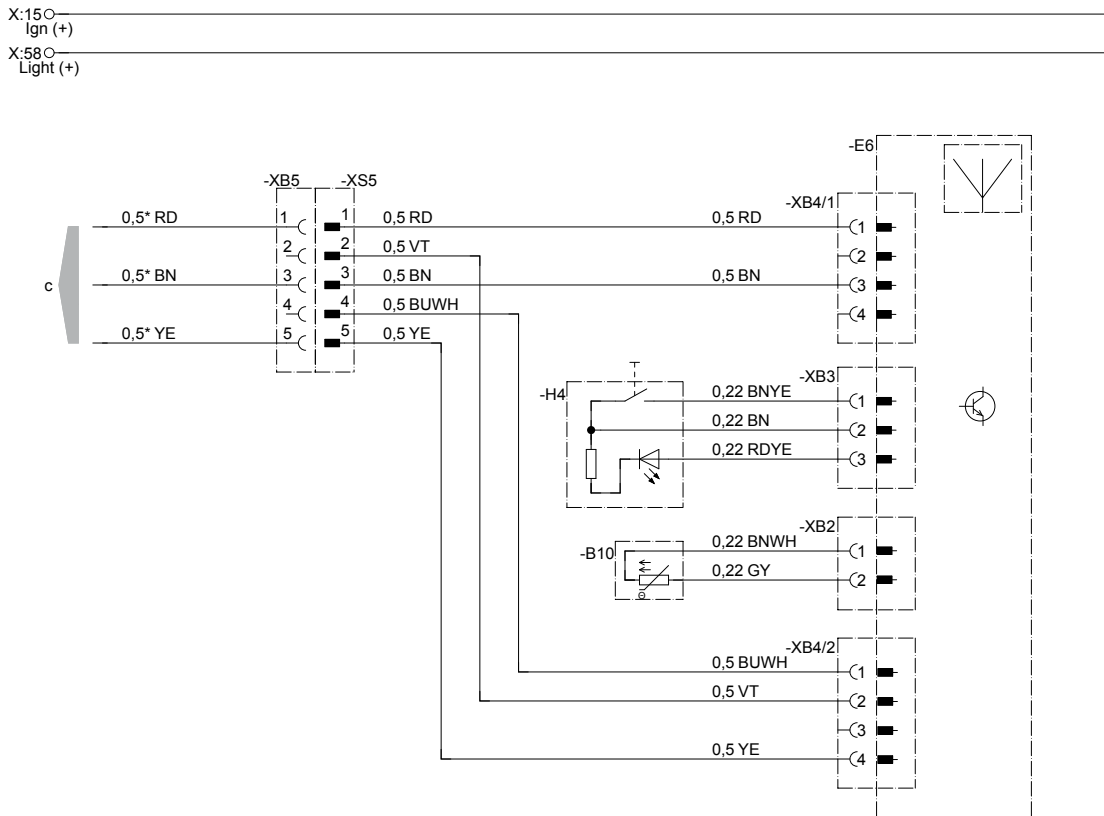 X:15
Ign (+)
X:58
Light (+)
-E6
-XB5 -XS5
-XB4/1
0,5* RD 1 1 0,5 RD 0,5 RD 1
2 2 0,5 VT 2
c 0,5* BN 3 3 0,5 BN 0,5 BN 3
4 4 0,5 BUWH 4
0,5* YE 5 5 0,5 YE
-XB3
-H4 0,22 BNYE 1
0,22 BN 2
0,22 RDYE 3
-XB2
-B10 0,22 BNWH 1
0,22 GY 2
-XB4/2
0,5 BUWH 1
0,5 VT 2
3
0,5 YE 4